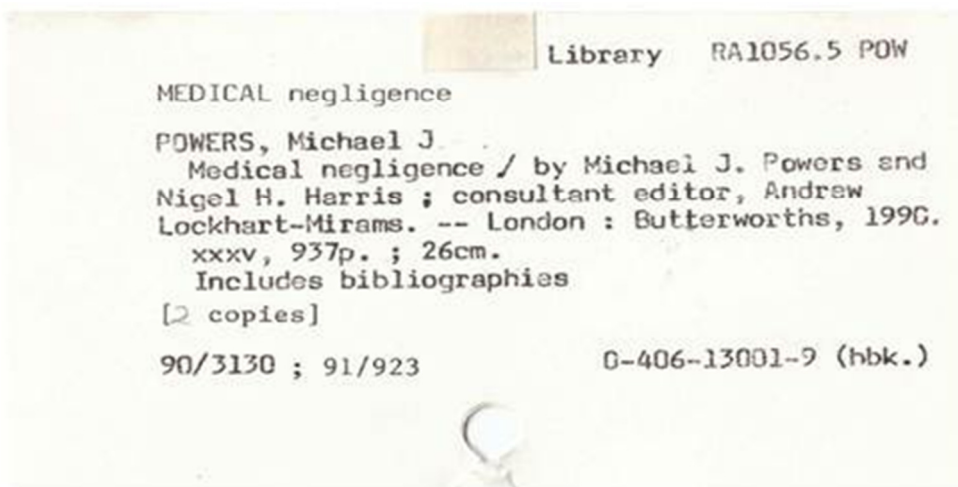 Library RA1056.5 POW
MEDICAL negligence
POWERS, Michael J
Medical negligence / by Michael J. Powers and
Nigel H. Harris ; consultant editor, Andrew
Lockhart-Mirams. -- London : Butterworths, 1990.
xxxv, 937p. ; 26cm.
Includes bibliographies
[2 copies]
90/3130 ; 91/923 0-406-13001-9 (hbk.)